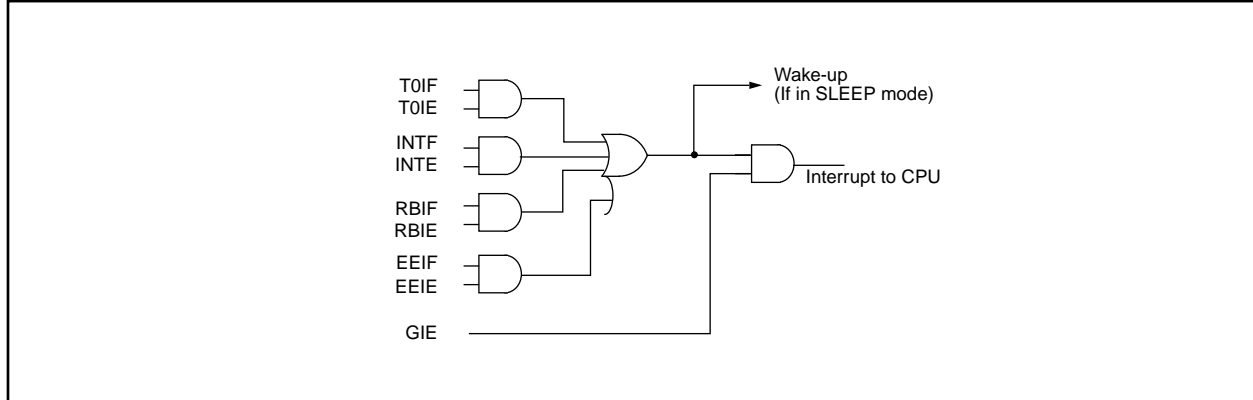 T0IF
T0IE
INTF
INTE
RBIF
RBIE
EEIF
EEIE
GIE
Wake-up
(If in SLEEP mode)
Interrupt to CPU